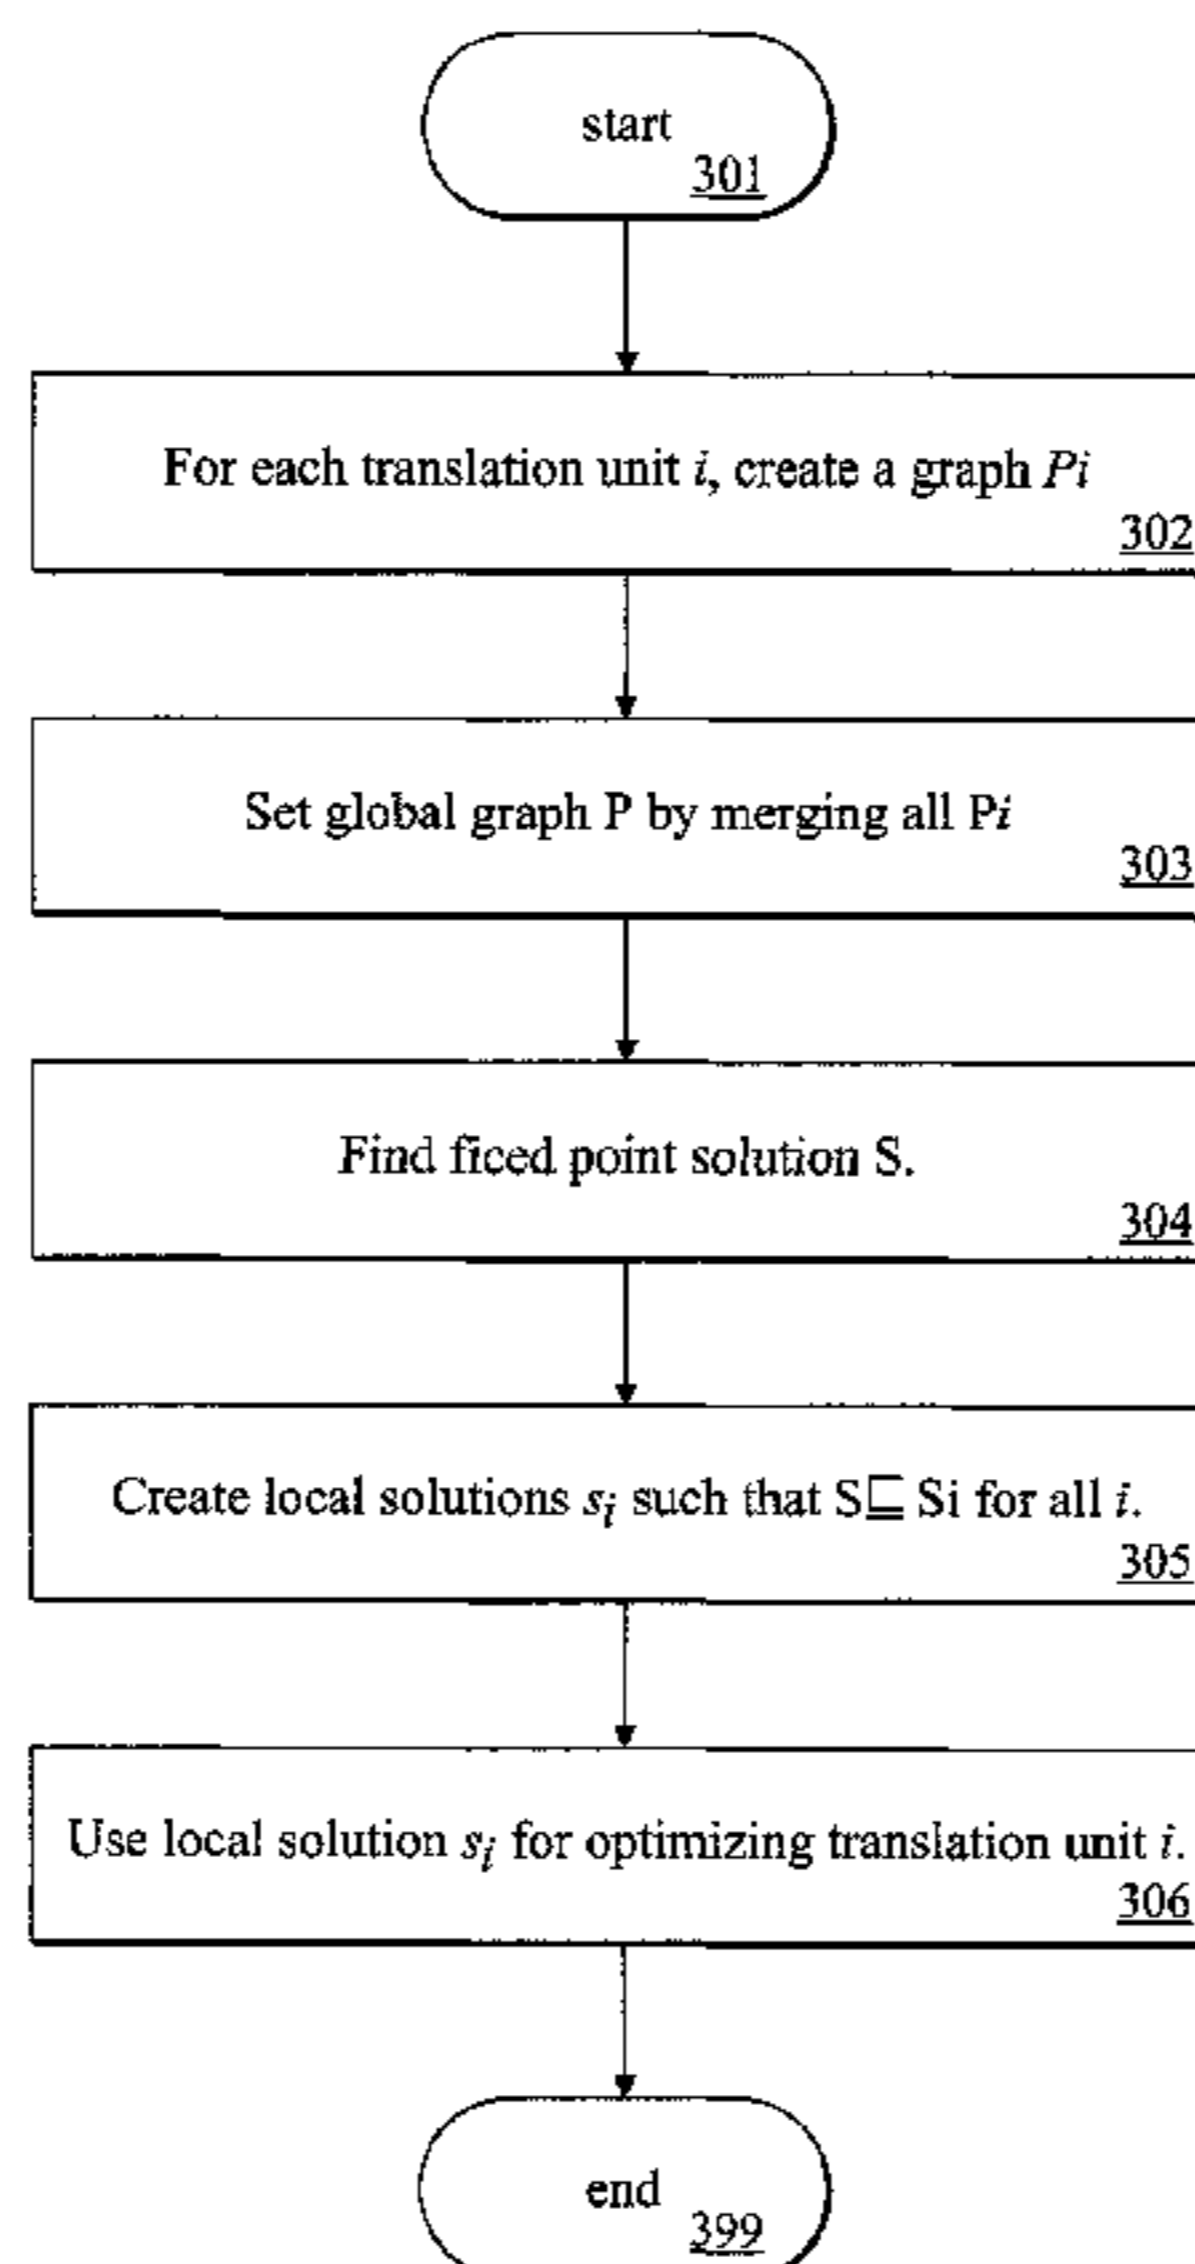 start
301
For each translation unit i, create a graph Pi
302
Set global graph P by merging all Pi
303
Find ficed point solution S.
304
Create local solutions si such that S⊑ Si for all i.
305
Use local solution si for optimizing translation unit i.
306
end
399